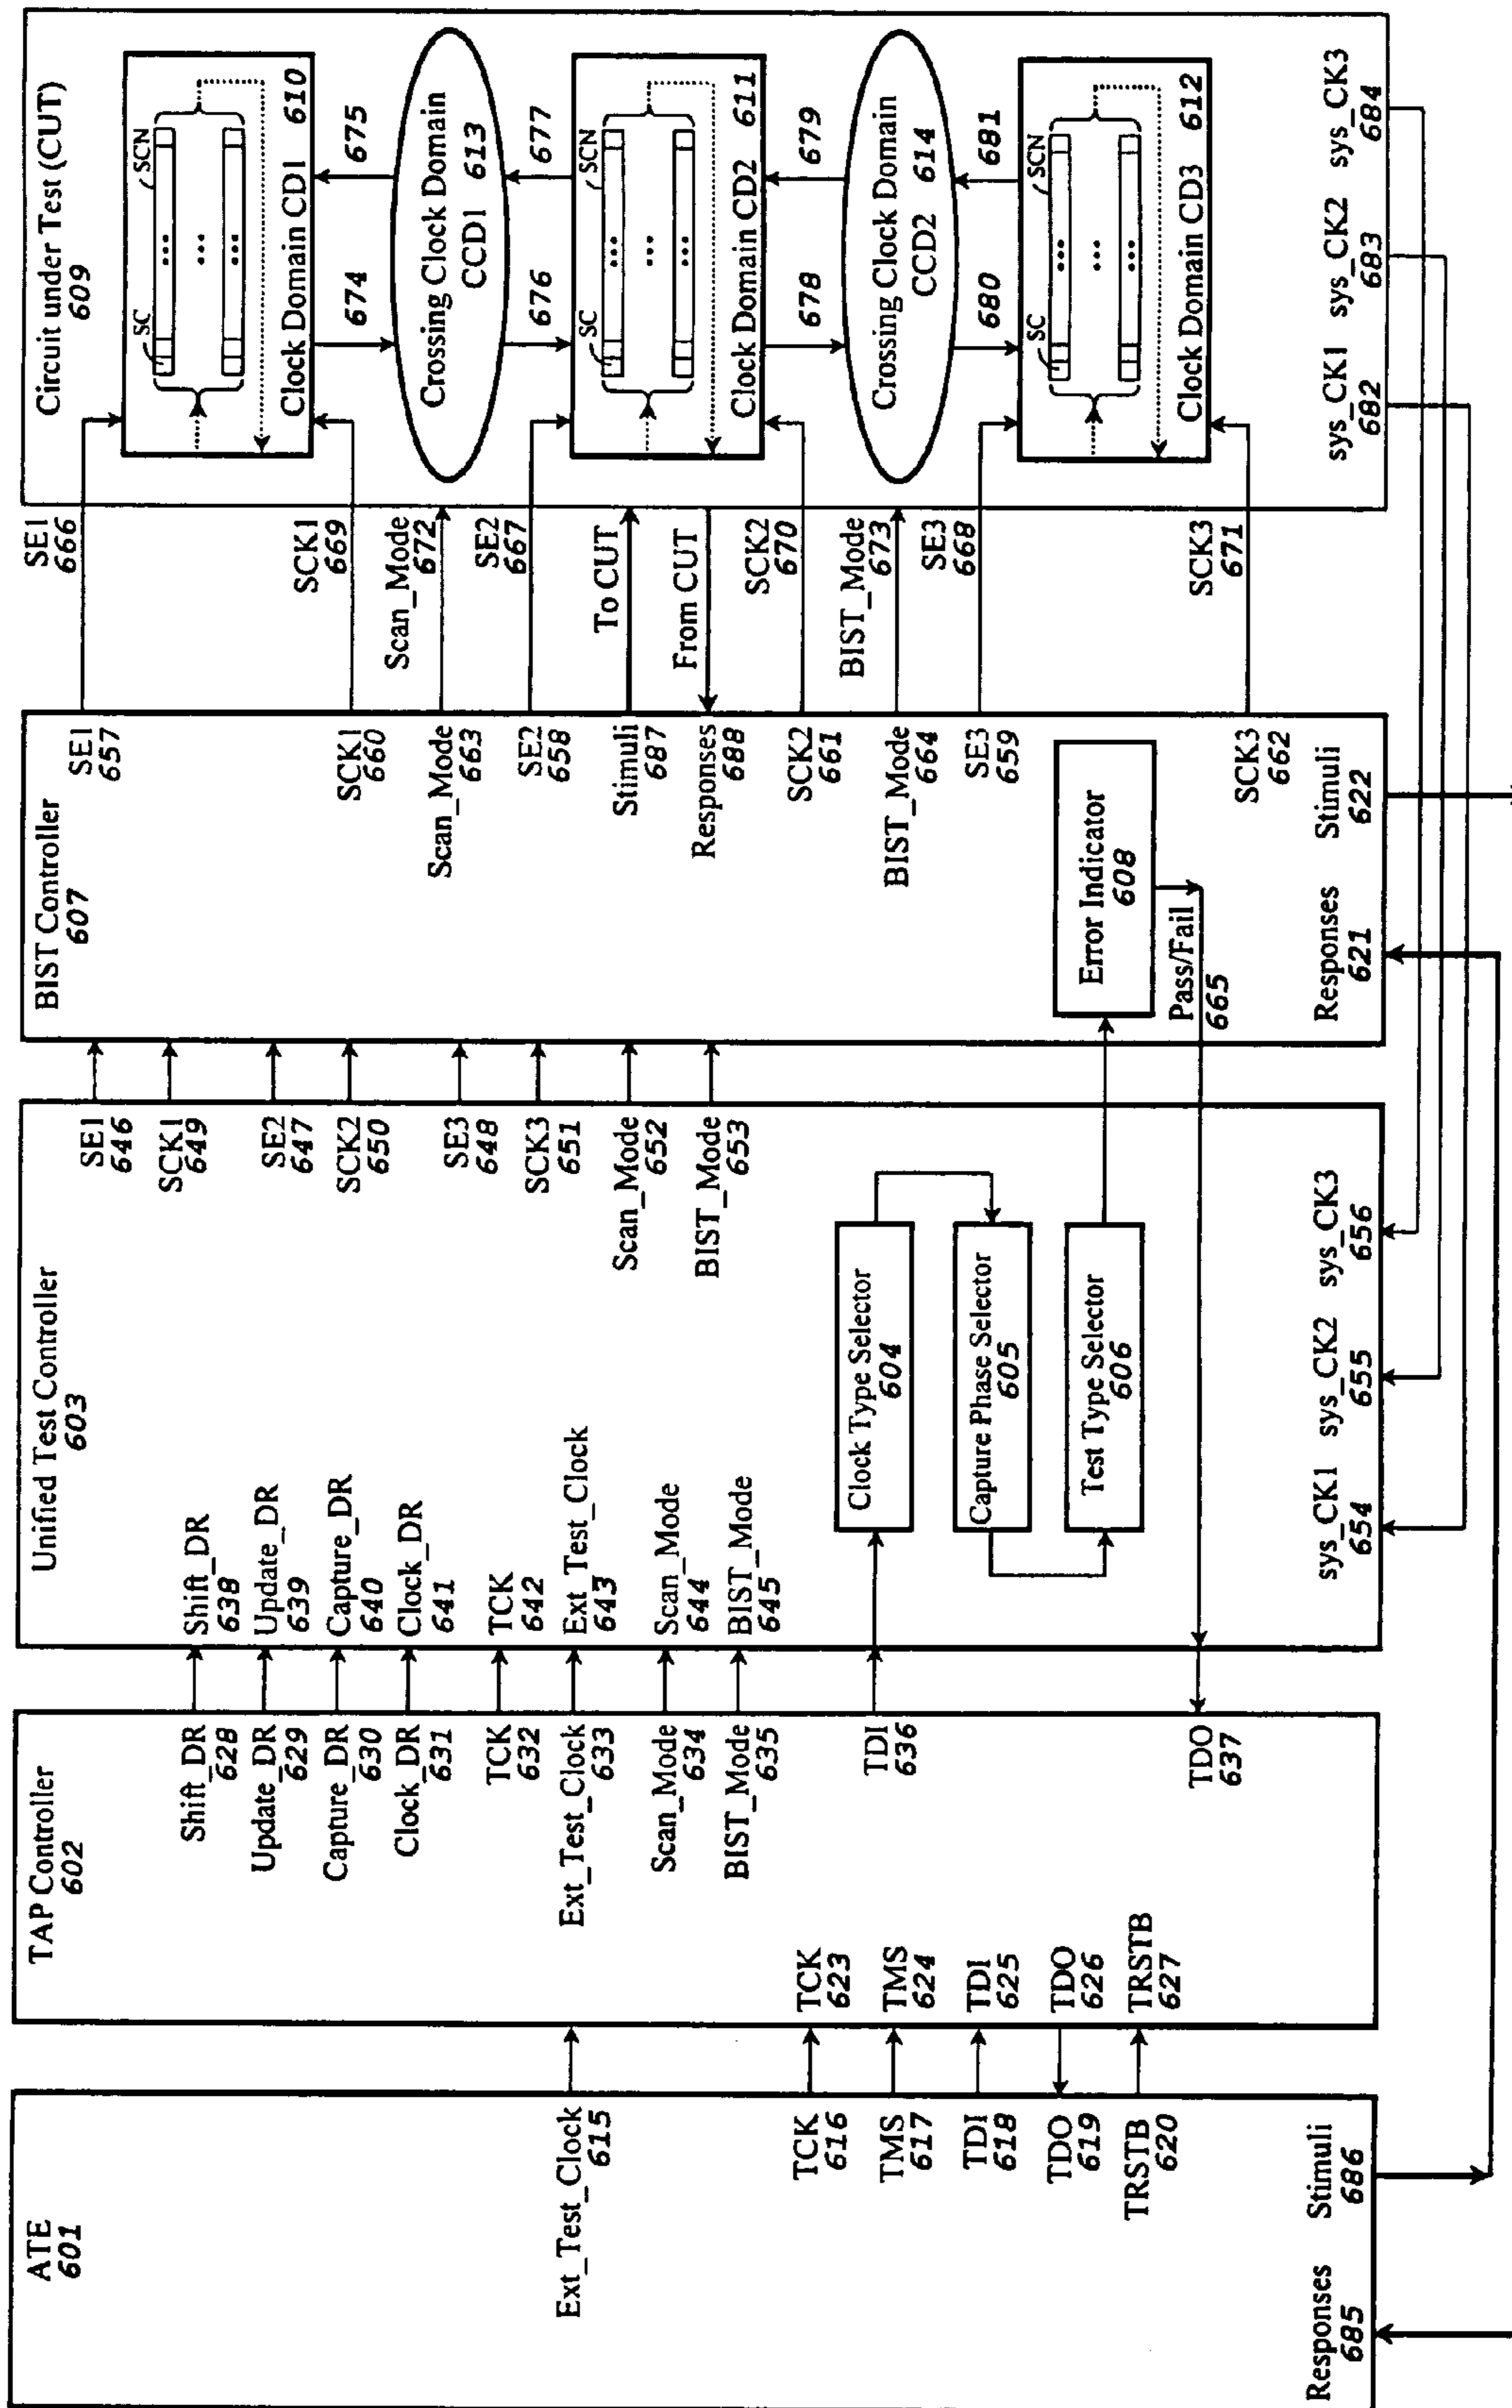 ATE
601
Ext_Test_Clock
615
TCK
616
TMS
617
TDI
618
TDO
619
TRSTB
620
Responses
685
Stimuli
686
TAP Controller
602
Shift_DR
628
Update_DR
629
Capture_DR
630
Clock_DR
631
TCK
632
Ext_Test_Clock
633
Scan_Mode
634
BIST_Mode
635
TDI
636
TDO
637
TCK
623
TMS
624
TDI
625
TDO
626
TRSTB
627
Unified Test Controller
603
Shift_DR
638
Update_DR
639
Capture_DR
640
Clock_DR
641
TCK
642
Ext_Test_Clock
643
Scan_Mode
644
BIST_Mode
645
SE1
646
SCK1
649
SE2
647
SCK2
650
SE3
648
SCK3
651
Scan_Mode
652
BIST_Mode
653
Clock Type Selector
604
Capture Phase Selector
605
Test Type Selector
606
sys_CK1
654
sys_CK2
655
sys_CK3
656
BIST Controller
607
SE1
657
SCK1
660
Scan_Mode
663
SE2
658
Stimuli
687
Responses
688
SCK2
661
BIST_Mode
664
SE3
659
SCK3
662
Error Indicator
608
Pass/Fail
665
Responses
621
Stimuli
622
SE1
666
SCK1
669
Scan_Mode
672
SE2
667
To CUT
From CUT
SCK2
670
BIST_Mode
673
SE3
668
SCK3
671
Circuit under Test (CUT)
609
SC
SCN
...
...
...
Clock Domain CD1 610
674
675
Crossing Clock Domain
CCD1 613
676
677
SC
SCN
...
...
...
Clock Domain CD2 611
678
679
Crossing Clock Domain
CCD2 614
680
681
SC
SCN
...
...
...
Clock Domain CD3 612
sys_CK1
682
sys_CK2
683
sys_CK3
684